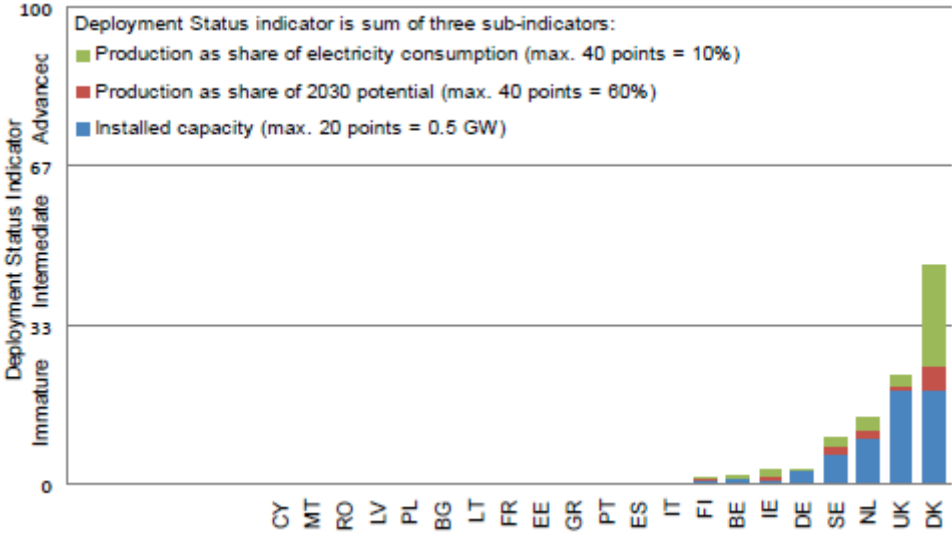 100
Deployment Status indicator is sum of three sub-indicators:
Production as share of electricity consumption (max. 40 points = 10%)
Production as share of 2030 potential (max. 40 points = 60%)
Installed capacity (max. 20 points = 0.5 GW)
Deployment Status Indicator
Advanced
67
Intermediate
33
Immature
0
CY MT RO LV PL BG LT FR EE GR PT ES IT FI BE IE DE SE NL UK DK